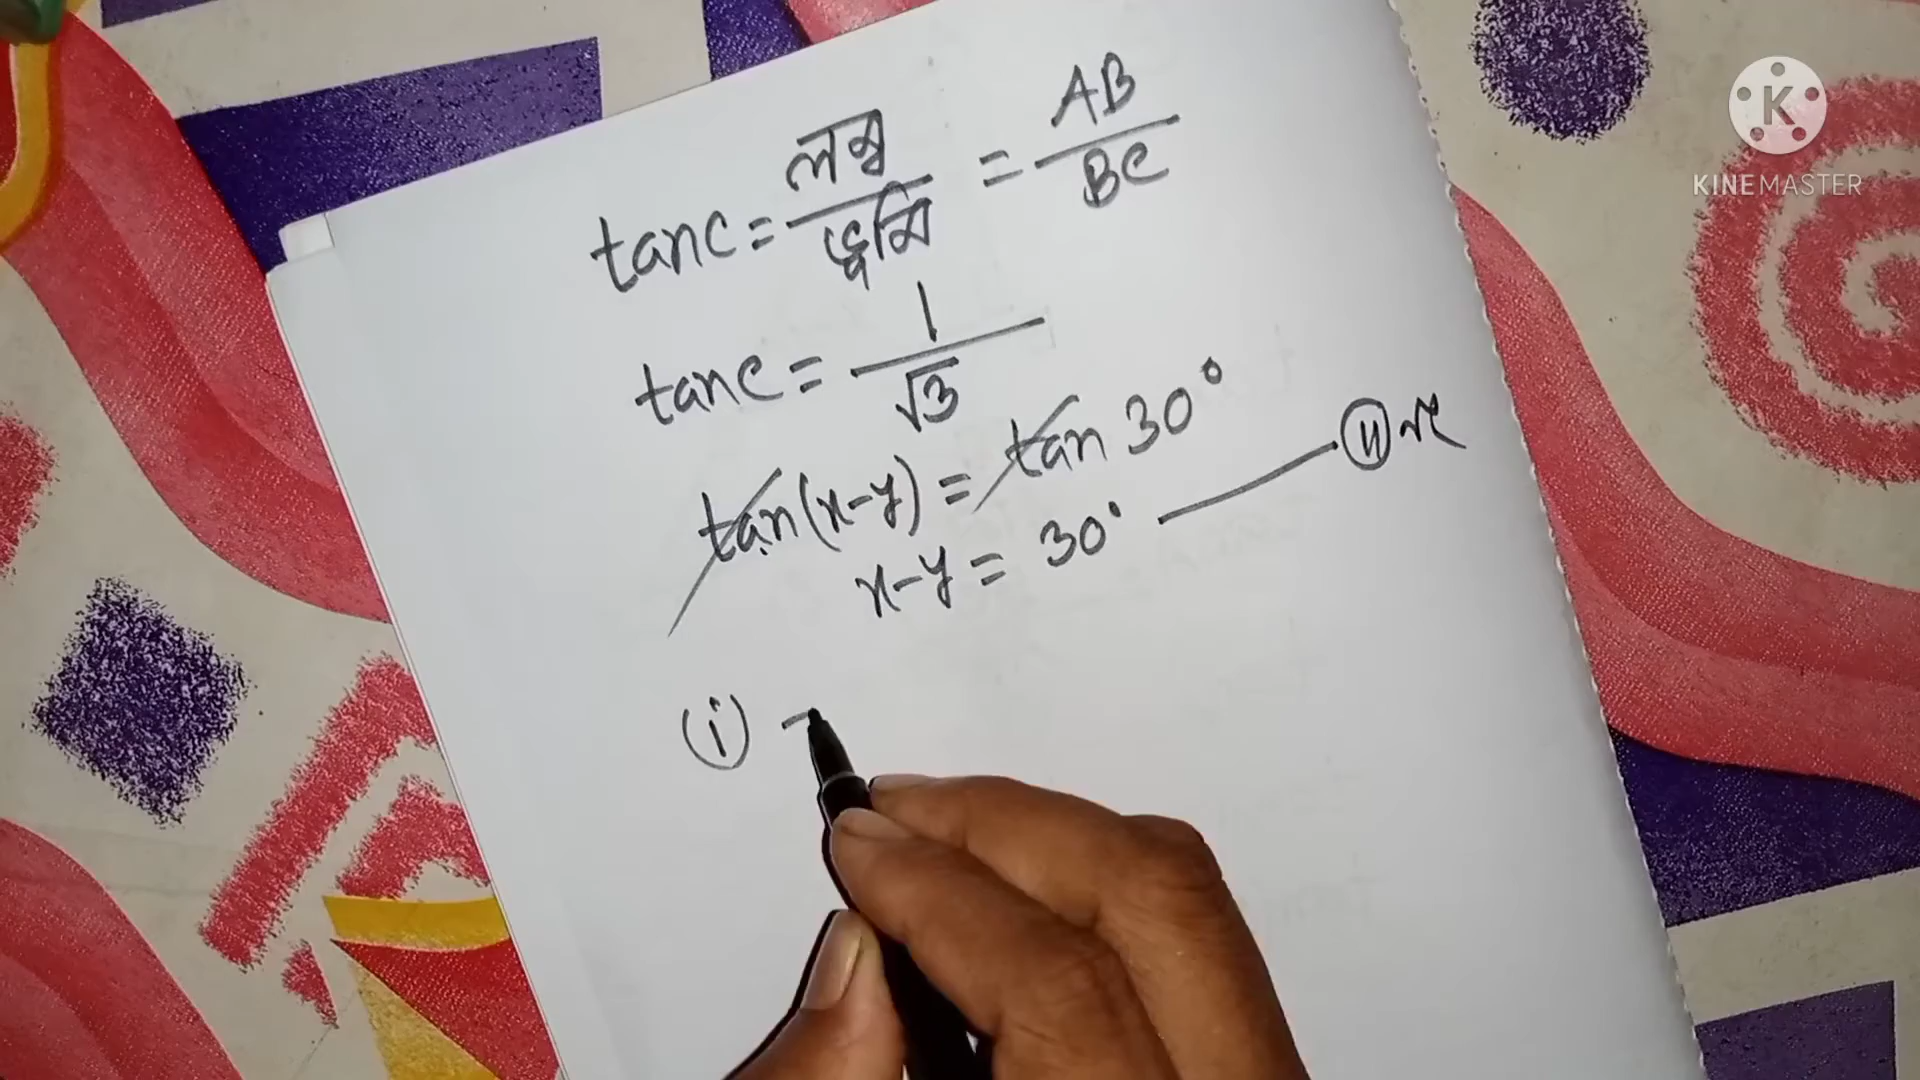 tanc = লম্ব/ভূমি = AB/BC
tanc = 1/√3
tan(x-y) = tan 30°
x-y = 30° — (ii) নং
(i)
K
KINEMASTER